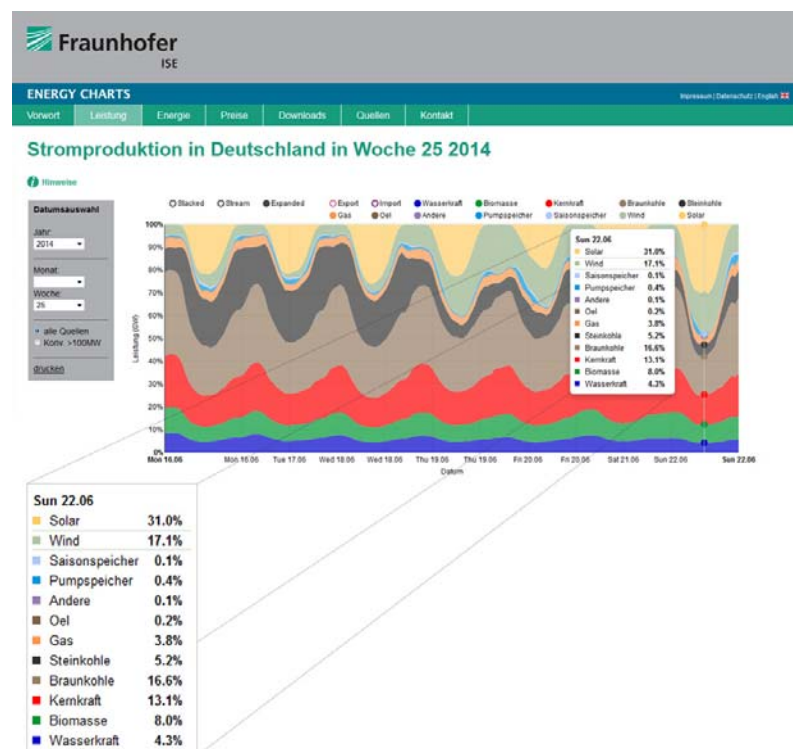 Fraunhofer
ISE
ENERGY CHARTS
Impressum | Datenschutz | English
Vorwort Leistung Energie Preise Downloads Quellen Kontakt
Stromproduktion in Deutschland in Woche 25 2014
Hinweise
Datumsauswahl
Jahr:
2014
Monat:
Woche:
25
alle Quellen
Konv. >100MW
drucken
Stacked Stream Expanded Export Import Wasserkraft Biomasse Kernkraft Braunkohle Steinkohle
Gas Oel Andere Pumpspeicher Saisonspeicher Wind Solar
Leistung (GW)
100%
90%
80%
70%
60%
50%
40%
30%
20%
10%
0%
Mon 16.06 Mon 16.06 Tue 17.06 Wed 18.06 Wed 18.06 Thu 19.06 Thu 19.06 Fri 20.06 Fri 20.06 Sat 21.06 Sun 22.06 Sun 22.06
Datum
Sun 22.06
Solar 31.0%
Wind 17.1%
Saisonspeicher 0.1%
Pumpspeicher 0.4%
Andere 0.1%
Oel 0.2%
Gas 3.8%
Steinkohle 5.2%
Braunkohle 16.6%
Kernkraft 13.1%
Biomasse 8.0%
Wasserkraft 4.3%
Sun 22.06
Solar 31.0%
Wind 17.1%
Saisonspeicher 0.1%
Pumpspeicher 0.4%
Andere 0.1%
Oel 0.2%
Gas 3.8%
Steinkohle 5.2%
Braunkohle 16.6%
Kernkraft 13.1%
Biomasse 8.0%
Wasserkraft 4.3%